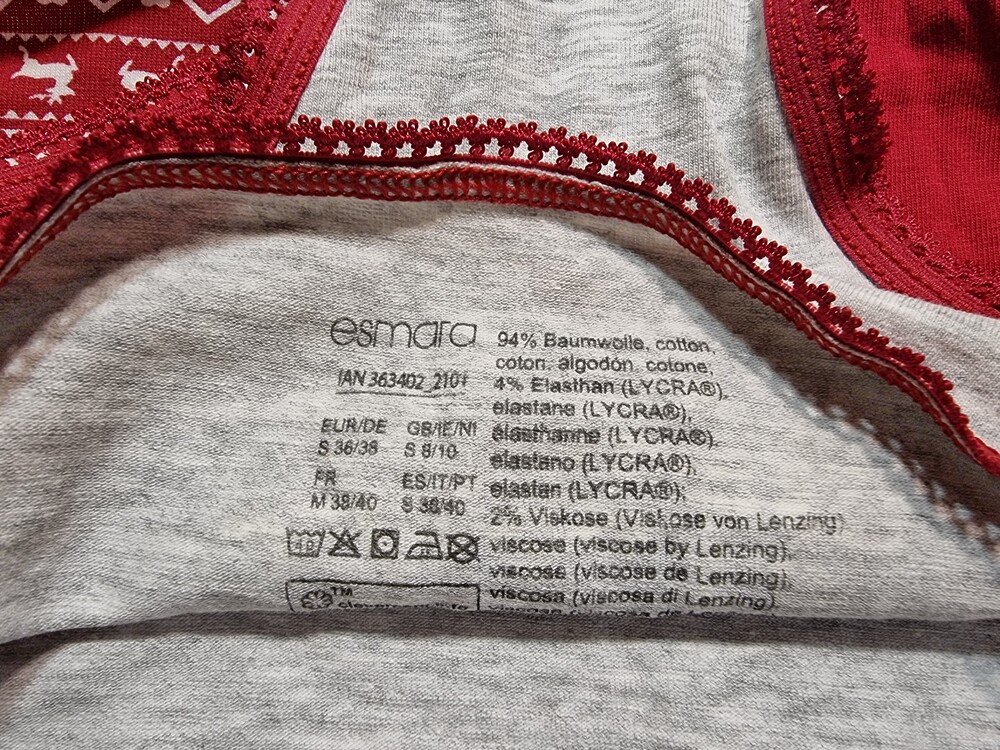 esmara
IAN 363402_2101
EUR/DE GB/IE/NI
S 36/38 S 8/10
FR ES/IT/PT
M 38/40 S 36/40
94% Baumwolle, cotton,
coton, algodón, cotone;
4% Elasthan (LYCRA®),
elastane (LYCRA®),
élasthanne (LYCRA®),
elastano (LYCRA®),
elastan (LYCRA®);
2% Viskose (Viskose von Lenzing)
viscose (viscose by Lenzing),
viscose (viscose de Lenzing),
viscosa (viscosa di Lenzing)
TM